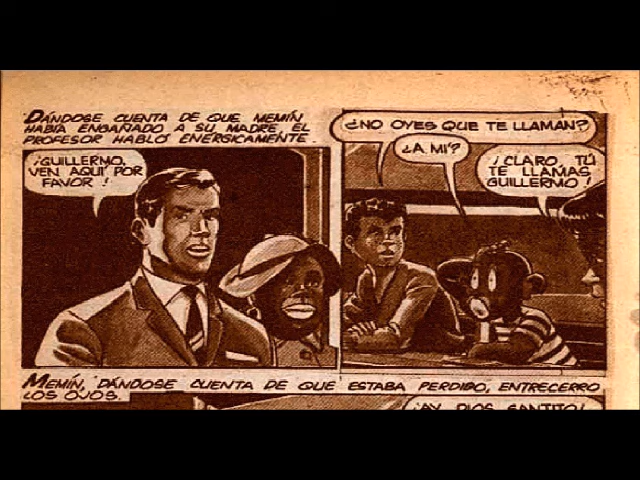 DÁNDOSE CUENTA DE QUE MEMÍN
HABÍA ENGAÑADO A SU MADRE, EL
PROFESOR HABLÓ ENÉRGICAMENTE.
¡GUILLERMO,
VEN AQUÍ POR
FAVOR!
¿NO OYES QUE TE LLAMAN?
¿A MÍ?
¡CLARO, TÚ
TE LLAMAS
GUILLERMO!
MEMÍN, DÁNDOSE CUENTA DE QUE ESTABA PERDIDO, ENTRECERRO
LOS OJOS.
¡AY, DIOS SANTITO!